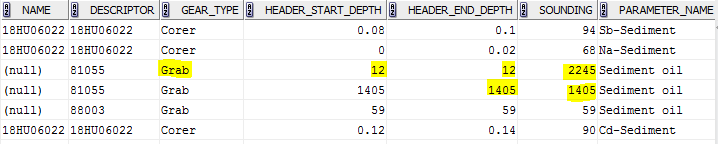 NAME DESCRIPTOR GEAR_TYPE HEADER_START_DEPTH HEADER_END_DEPTH SOUNDING PARAMETER_NAME
18HU06022 18HU06022 Corer 0.08 0.1 94 Sb-Sediment
18HU06022 18HU06022 Corer 0 0.02 68 Na-Sediment
(null) 81055 Grab 12 12 2245 Sediment oil
(null) 81055 Grab 1405 1405 1405 Sediment oil
(null) 88003 Grab 59 59 59 Sediment oil
18HU06022 18HU06022 Corer 0.12 0.14 90 Cd-Sediment